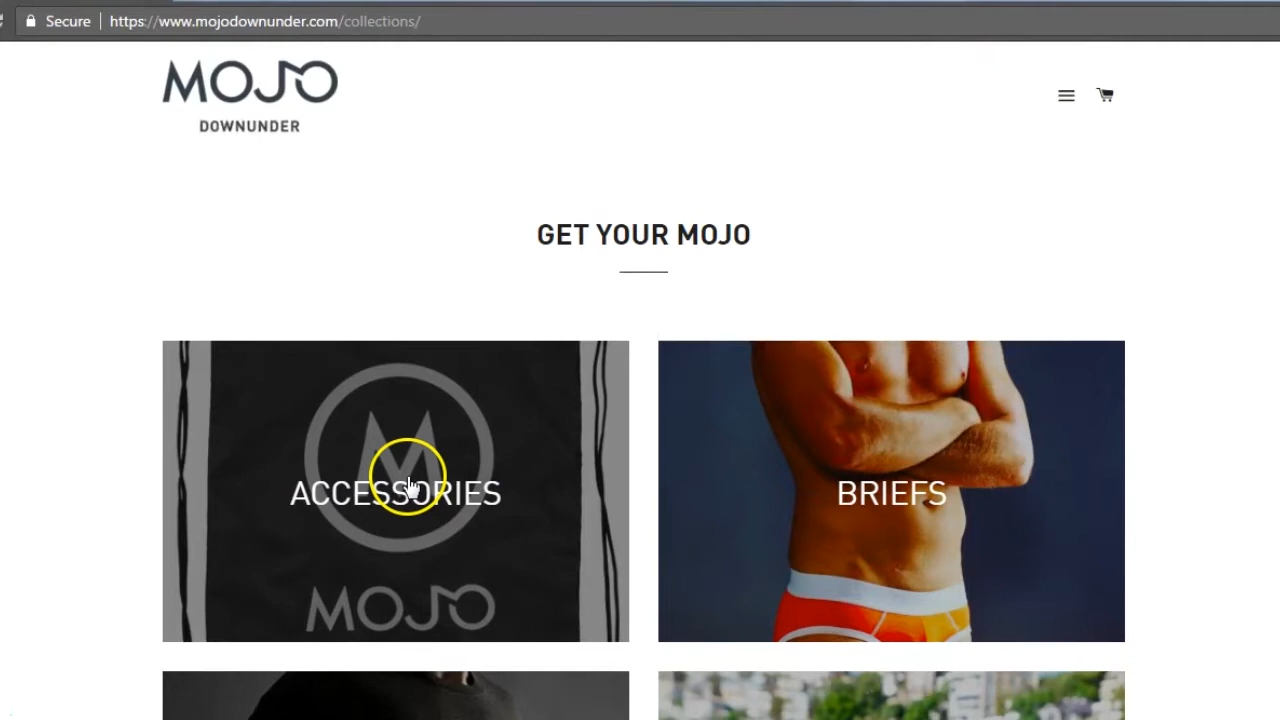 Secure https://www.mojodownunder.com/collections/
MOJO
DOWNUNDER
GET YOUR MOJO
M
ACCESSORIES
MOJO
BRIEFS